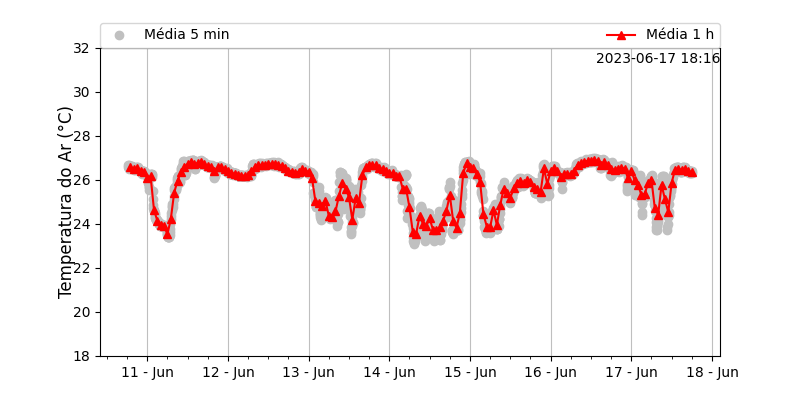 Média 5 min
Média 1 h
2023-06-17 18:16
Temperatura do Ar (°C)
32
30
28
26
24
22
20
18
11 - Jun
12 - Jun
13 - Jun
14 - Jun
15 - Jun
16 - Jun
17 - Jun
18 - Jun